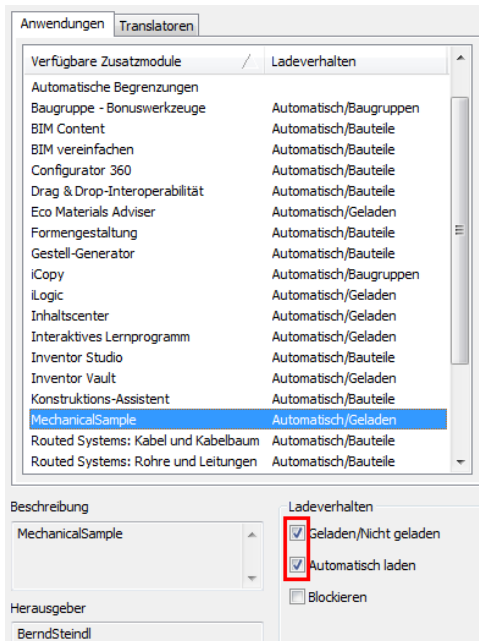 Anwendungen Translatoren
Verfügbare Zusatzmodule Ladeverhalten
Automatische Begrenzungen
Baugruppe - Bonuswerkzeuge Automatisch/Baugruppen
BIM Content Automatisch/Bauteile
BIM vereinfachen Automatisch/Bauteile
Configurator 360 Automatisch/Bauteile
Drag & Drop-Interoperabilität Automatisch/Bauteile
Eco Materials Adviser Automatisch/Geladen
Formengestaltung Automatisch/Bauteile
Gestell-Generator Automatisch/Bauteile
iCopy Automatisch/Baugruppen
iLogic Automatisch/Geladen
Inhaltscenter Automatisch/Geladen
Interaktives Lernprogramm Automatisch/Geladen
Inventor Studio Automatisch/Bauteile
Inventor Vault Automatisch/Geladen
Konstruktions-Assistent Automatisch/Bauteile
MechanicalSample Automatisch/Geladen
Routed Systems: Kabel und Kabelbaum Automatisch/Bauteile
Routed Systems: Rohre und Leitungen Automatisch/Bauteile
Beschreibung Ladeverhalten
MechanicalSample Geladen/Nicht geladen
Automatisch laden
Blockieren
Herausgeber
BerndSteindl